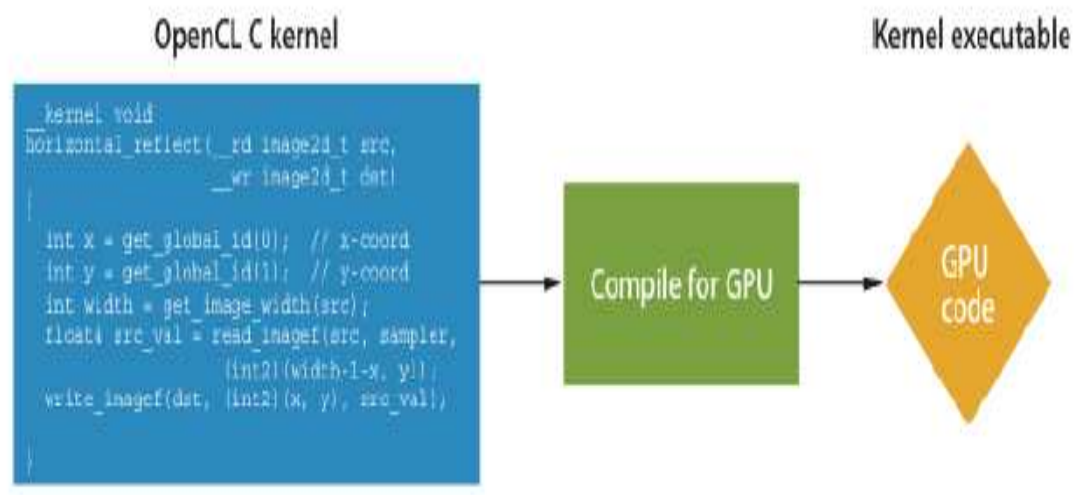 OpenCL C kernel
Kernel executable
__kernel void
horizontal_reflect(__rd image2d_t src,
__wr image2d_t dst)
{
int x = get_global_id(0); // x-coord
int y = get_global_id(1); // y-coord
int width = get_image_width(src);
float4 src_val = read_imagef(src, sampler,
(int2)(width-1-x, y));
write_imagef(dst, (int2)(x, y), src_val);
}
Compile for GPU
GPU
code